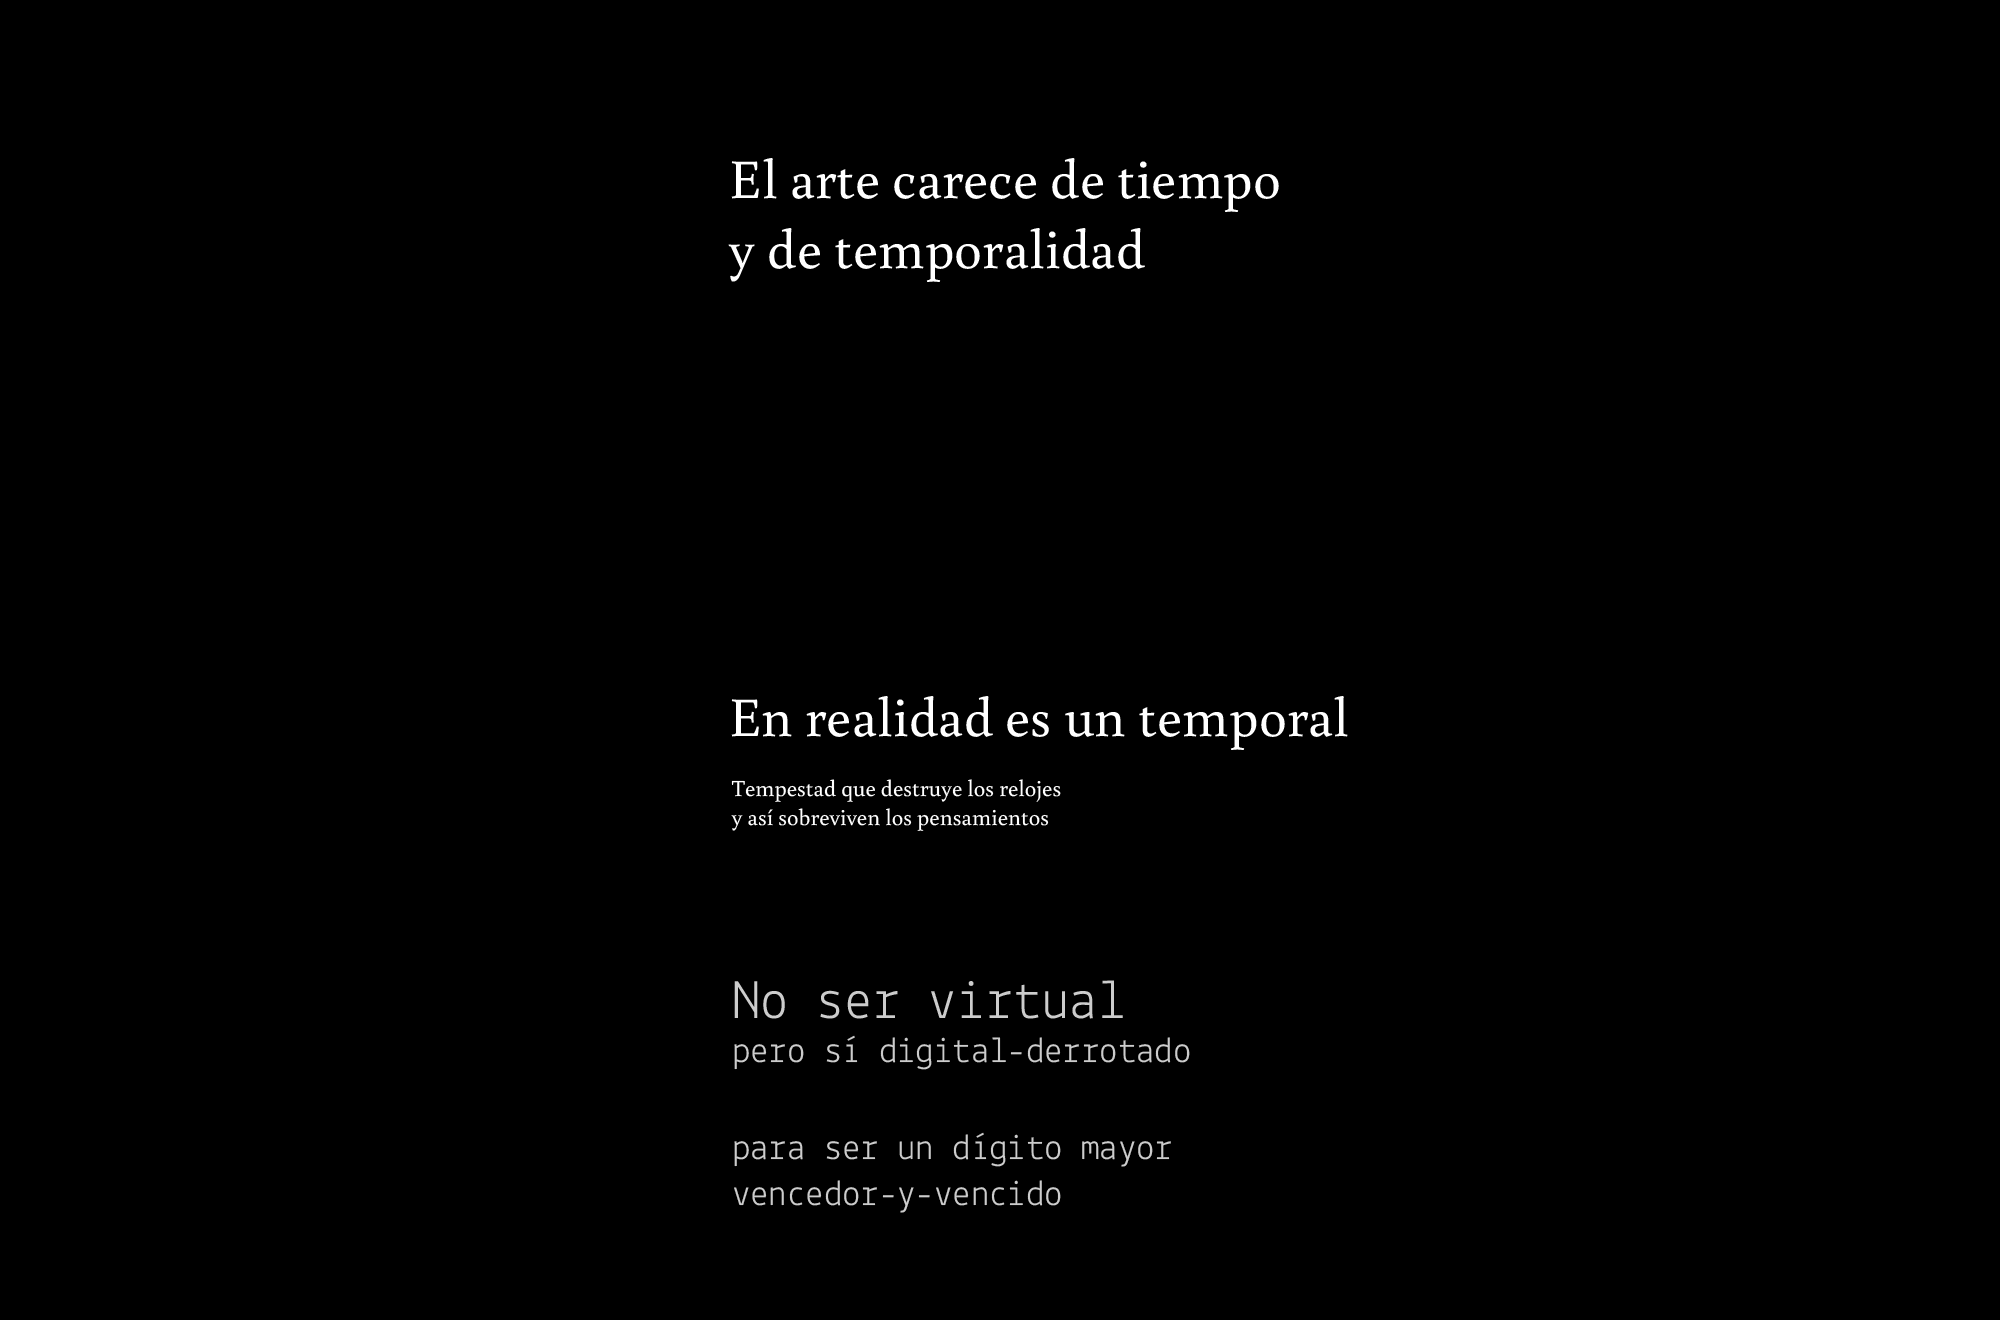 El arte carece de tiempo
y de temporalidad
En realidad es un temporal
Tempestad que destruye los relojes
y así sobreviven los pensamientos
No ser virtual
pero sí digital-derrotado
para ser un dígito mayor
vencedor-y-vencido